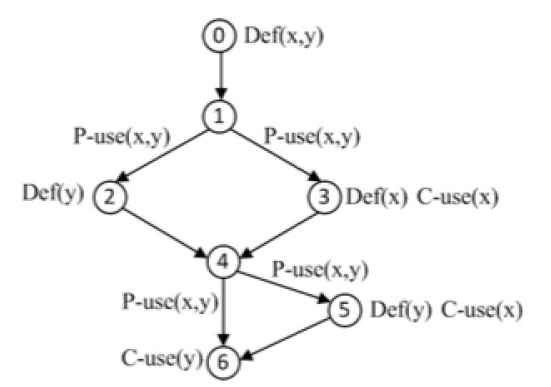 0 Def(x,y)
1
P-use(x,y) P-use(x,y)
Def(y) 2 3 Def(x) C-use(x)
4 P-use(x,y)
P-use(x,y) 5 Def(y) C-use(x)
C-use(y) 6